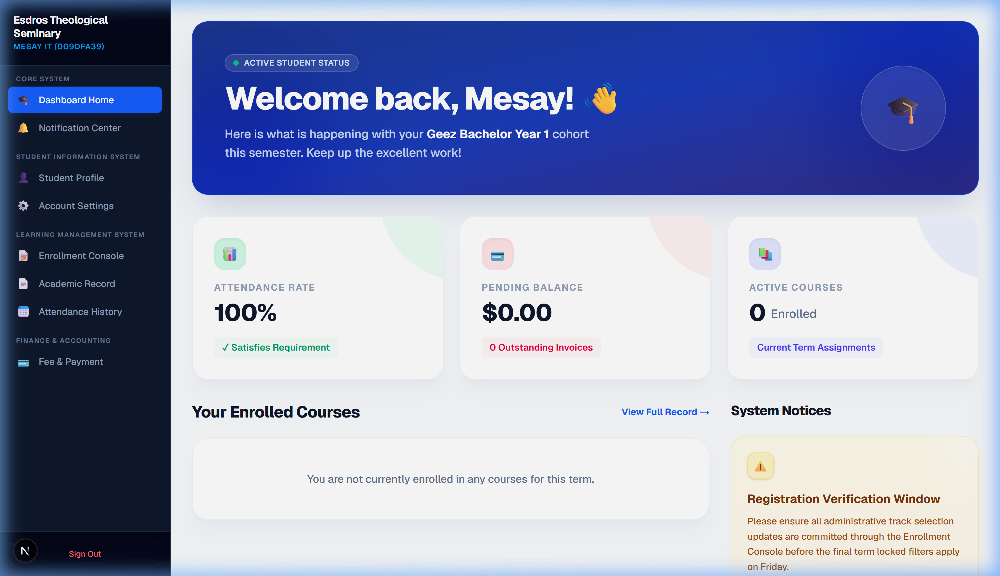 Esdros Theological
Seminary
MESAY IT (009DFA39)
CORE SYSTEM
Dashboard Home
Notification Center
STUDENT INFORMATION SYSTEM
Student Profile
Account Settings
LEARNING MANAGEMENT SYSTEM
Enrollment Console
Academic Record
Attendance History
FINANCE & ACCOUNTING
Fee & Payment
N
Sign Out
ACTIVE STUDENT STATUS
Welcome back, Mesay! 👋
Here is what is happening with your Geez Bachelor Year 1 cohort
this semester. Keep up the excellent work!
ATTENDANCE RATE
100%
✓ Satisfies Requirement
PENDING BALANCE
$0.00
0 Outstanding Invoices
ACTIVE COURSES
0 Enrolled
Current Term Assignments
Your Enrolled Courses
View Full Record →
You are not currently enrolled in any courses for this term.
System Notices
Registration Verification Window
Please ensure all administrative track selection
updates are committed through the Enrollment
Console before the final term locked filters apply
on Friday.